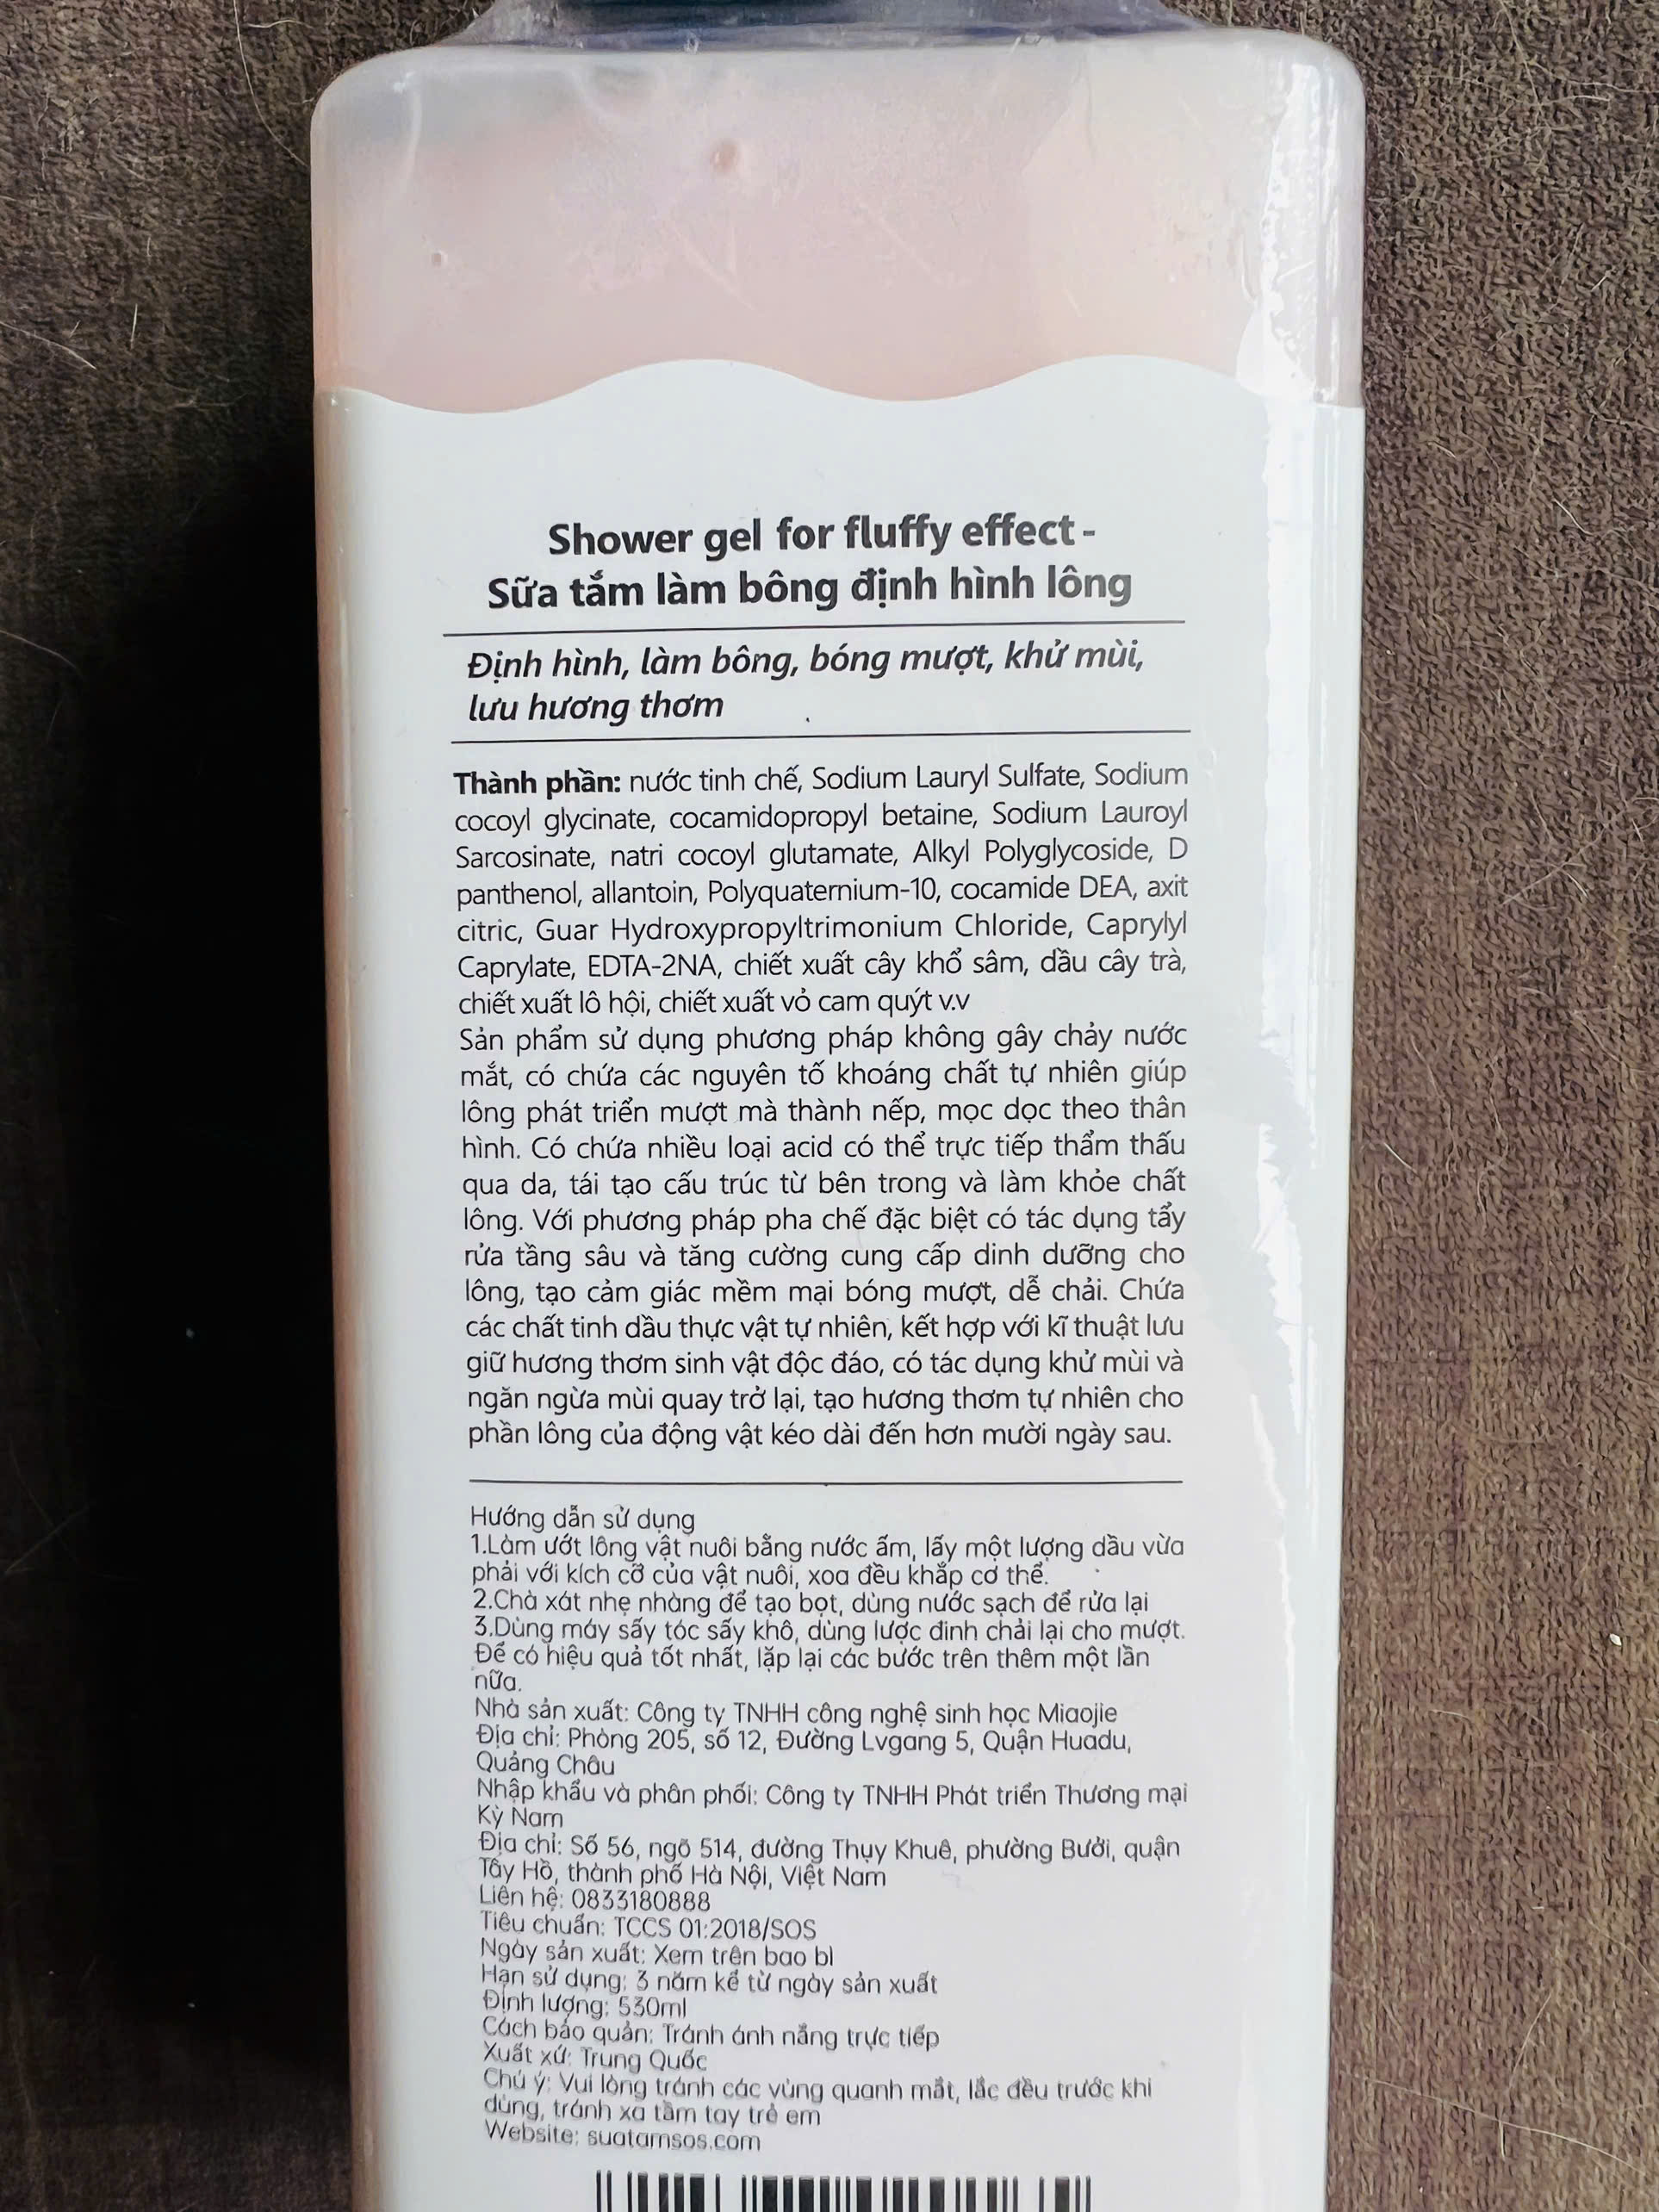 Shower gel for fluffy effect -
Sữa tắm làm bông định hình lông
Định hình, làm bông, bóng mượt, khử mùi,
lưu hương thơm
Thành phần: nước tinh chế, Sodium Lauryl Sulfate, Sodium
cocoyl glycinate, cocamidopropyl betaine, Sodium Lauroyl
Sarcosinate, natri cocoyl glutamate, Alkyl Polyglycoside, D
panthenol, allantoin, Polyquaternium-10, cocamide DEA, axit
citric, Guar Hydroxypropyltrimonium Chloride, Caprylyl
Caprylate, EDTA-2NA, chiết xuất cây khổ sâm, dầu cây trà,
chiết xuất lô hội, chiết xuất vỏ cam quýt v.v
Sản phẩm sử dụng phương pháp không gây chảy nước
mắt, có chứa các nguyên tố khoáng chất tự nhiên giúp
lông phát triển mượt mà thành nếp, mọc dọc theo thân
hình. Có chứa nhiều loại acid có thể trực tiếp thẩm thấu
qua da, tái tạo cấu trúc từ bên trong và làm khỏe chất
lông. Với phương pháp pha chế đặc biệt có tác dụng tẩy
rửa tầng sâu và tăng cường cung cấp dinh dưỡng cho
lông, tạo cảm giác mềm mại bóng mượt, dễ chải. Chứa
các chất tinh dầu thực vật tự nhiên, kết hợp với kĩ thuật lưu
giữ hương thơm sinh vật độc đáo, có tác dụng khử mùi và
ngăn ngừa mùi quay trở lại, tạo hương thơm tự nhiên cho
phần lông của động vật kéo dài đến hơn mười ngày sau.
Hướng dẫn sử dụng
1.Làm ướt lông vật nuôi bằng nước ấm, lấy một lượng dầu vừa
phải với kích cỡ của vật nuôi, xoa đều khắp cơ thể.
2.Chà xát nhẹ nhàng để tạo bọt, dùng nước sạch để rửa lại
3.Dùng máy sấy tóc sấy khô, dùng lược đinh chải lại cho mượt.
Để có hiệu quả tốt nhất, lặp lại các bước trên thêm một lần
nữa.
Nhà sản xuất: Công ty TNHH công nghệ sinh học Miaojie
Địa chỉ: Phòng 205, số 12, Đường Lvgang 5, Quận Huadu,
Quảng Châu
Nhập khẩu và phân phối: Công ty TNHH Phát triển Thương mại
Kỳ Nam
Địa chỉ: Số 56, ngõ 514, đường Thụy Khuê, phường Bưởi, quận
Tây Hồ, thành phố Hà Nội, Việt Nam
Liên hệ: 0833180888
Tiêu chuẩn: TCCS 01:2018/SOS
Ngày sản xuất: Xem trên bao bì
Hạn sử dụng: 3 năm kể từ ngày sản xuất
Định lượng: 530ml
Cách bảo quản: Tránh ánh nắng trực tiếp
Xuất xứ: Trung Quốc
Chú ý: Vui lòng tránh các vùng quanh mắt, lắc đều trước khi
dùng, tránh xa tầm tay trẻ em
Website: suatamsos.com